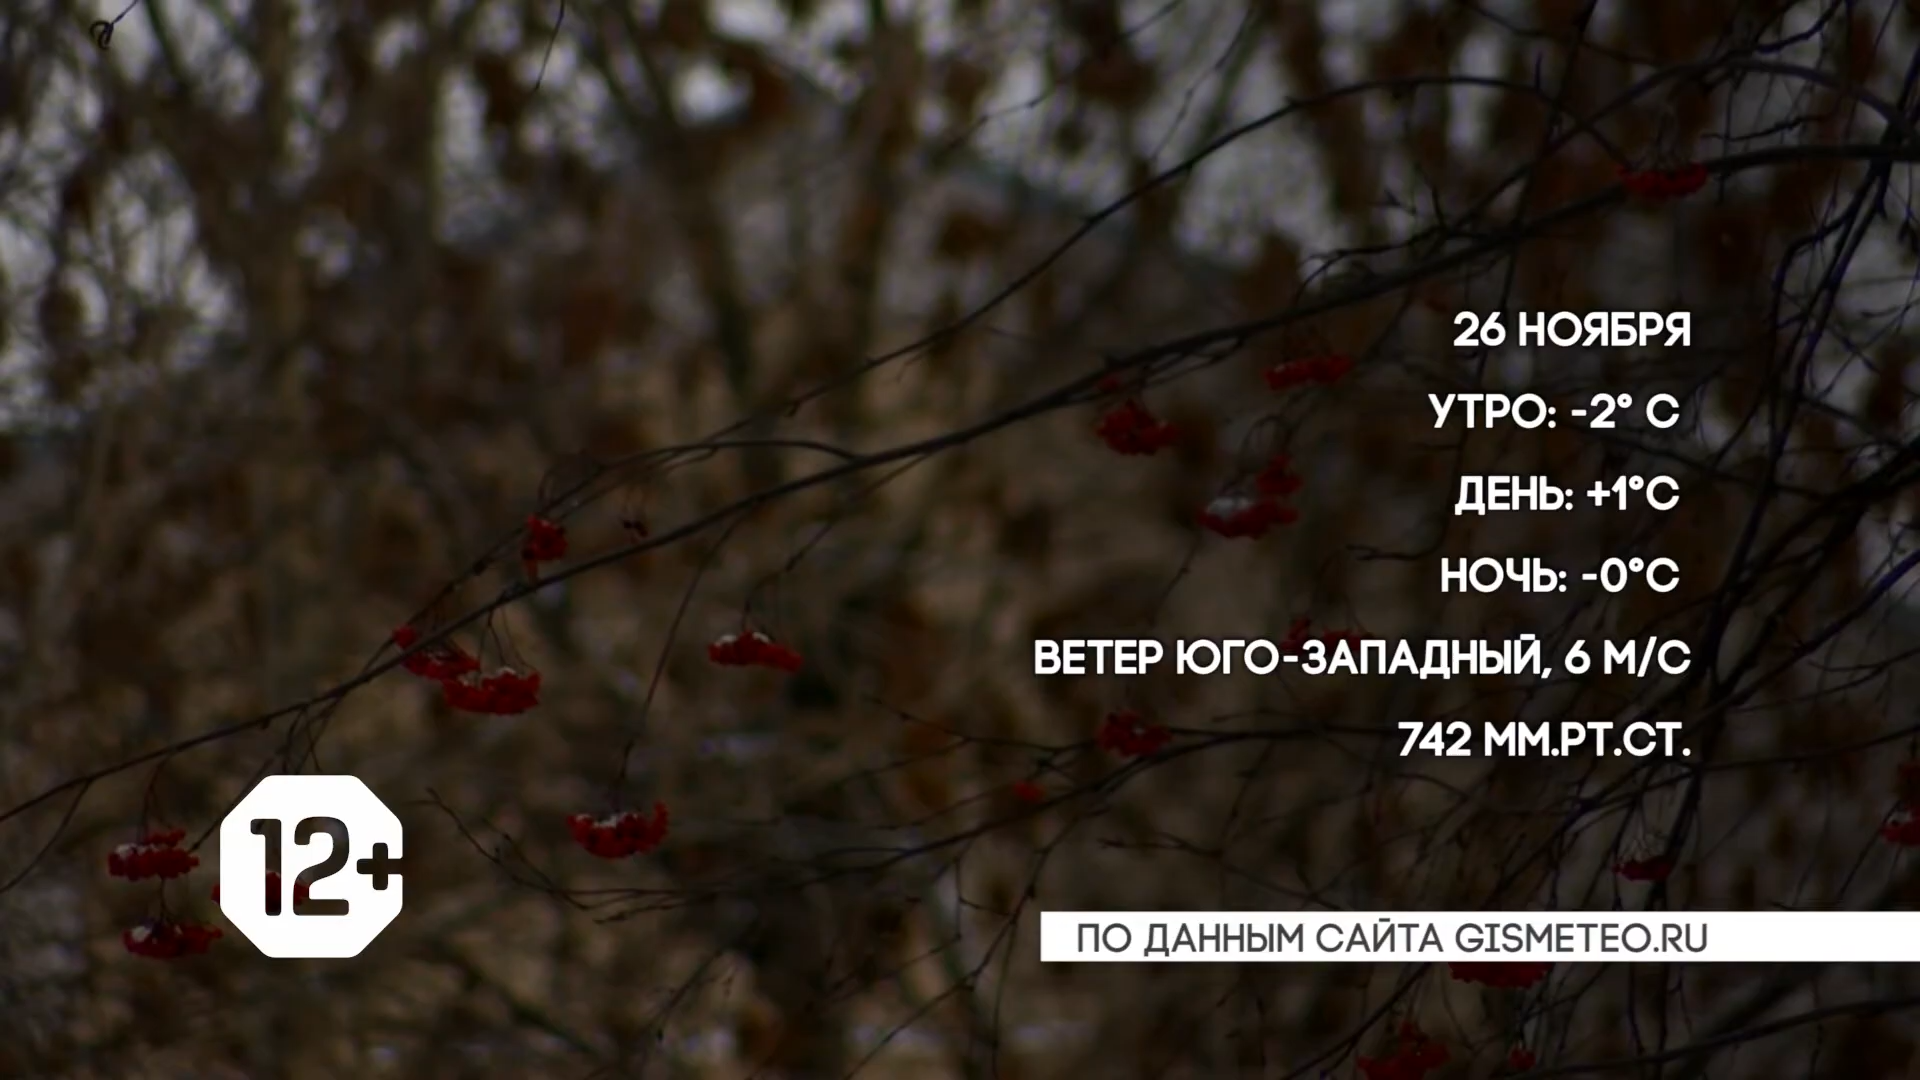 26 НОЯБРЯ
УТРО: -2° С
ДЕНЬ: +1°С
НОЧЬ: -0°С
ВЕТЕР ЮГО-ЗАПАДНЫЙ, 6 М/С
742 ММ.РТ.СТ.
12+
ПО ДАННЫМ САЙТА GISMETEO.RU